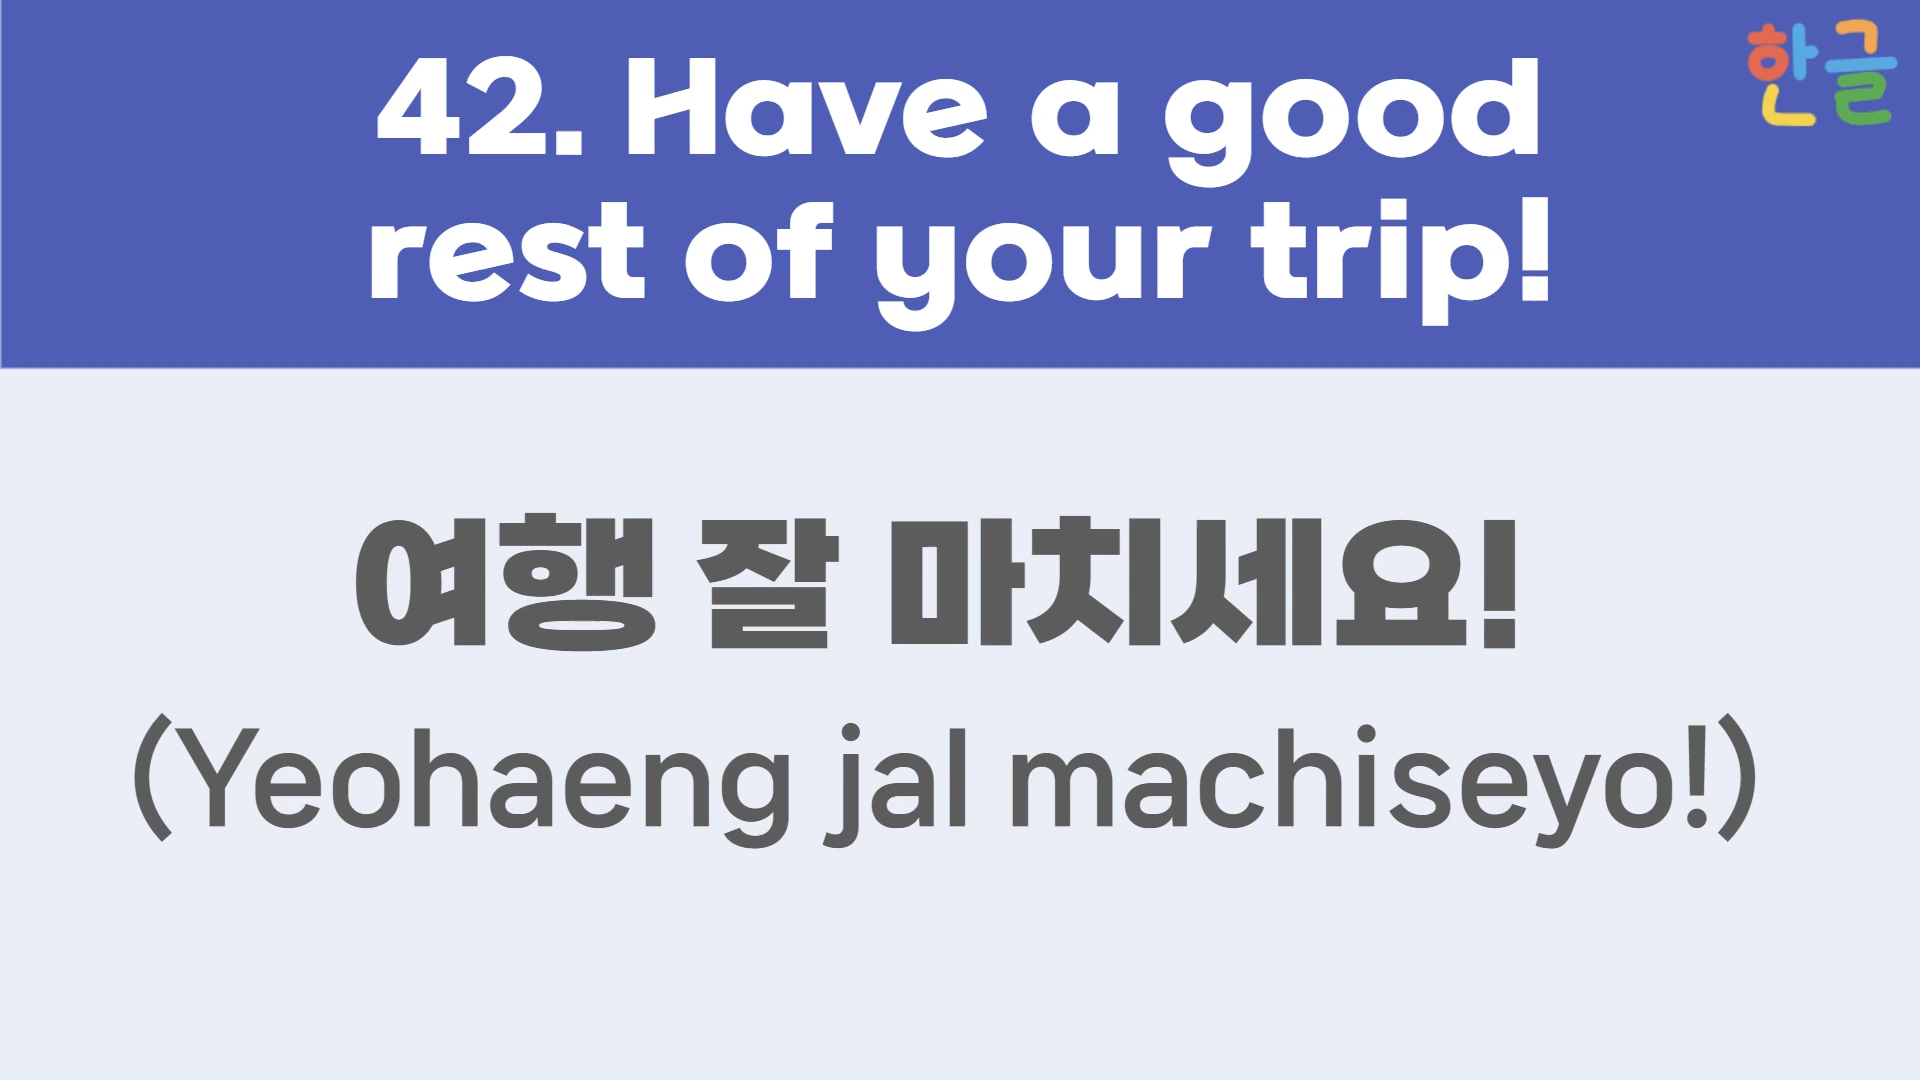 한글
42. Have a good
rest of your trip!
여행 잘 마치세요!
(Yeohaeng jal machiseyo!)